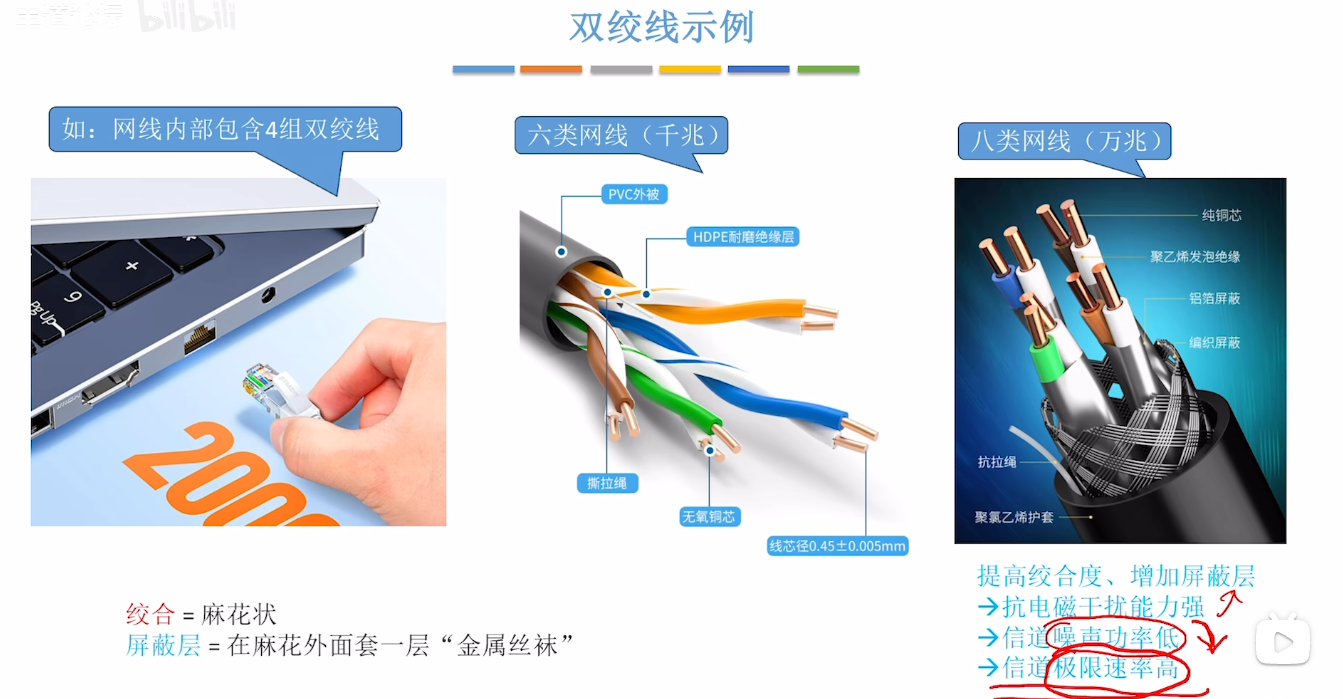 bilibili
双绞线示例
如：网线内部包含4组双绞线
六类网线（千兆）
八类网线（万兆）
PVC外被
HDPE耐磨绝缘层
撕拉绳
无氧铜芯
线芯径0.45±0.005mm
纯铜芯
聚乙烯发泡绝缘
铝箔屏蔽
编织屏蔽
抗拉绳
聚氯乙烯护套
9
PgUp
+
*
200
绞合 = 麻花状
屏蔽层 = 在麻花外面套一层“金属丝袜”
提高绞合度、增加屏蔽层
→抗电磁干扰能力强
→信道噪声功率低
→信道极限速率高